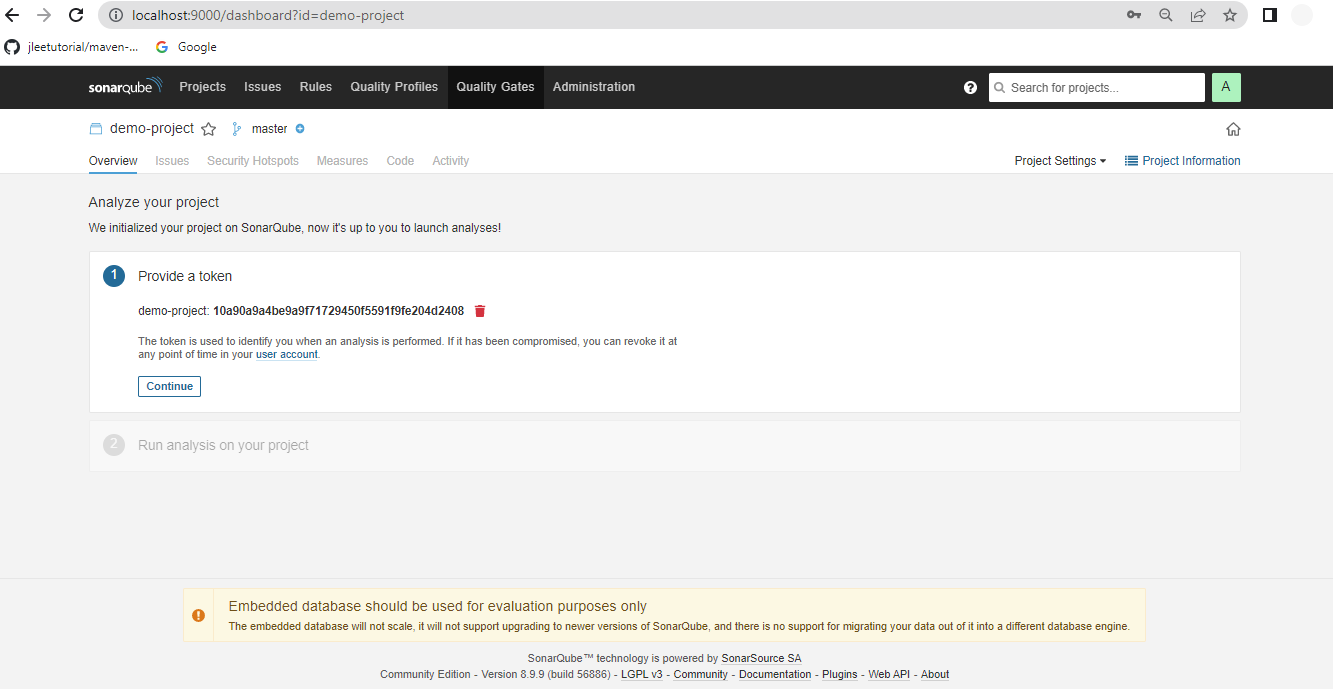 localhost:9000/dashboard?id=demo-project
jleetutorial/maven-... Google
sonarqube Projects Issues Rules Quality Profiles Quality Gates Administration ? Search for projects... A
demo-project master
Overview Issues Security Hotspots Measures Code Activity Project Settings Project Information
Analyze your project
We initialized your project on SonarQube, now it's up to you to launch analyses!
1 Provide a token
demo-project: 10a90a9a4be9a9f71729450f5591f9fe204d2408
The token is used to identify you when an analysis is performed. If it has been compromised, you can revoke it at
any point of time in your user account.
Continue
2 Run analysis on your project
Embedded database should be used for evaluation purposes only
The embedded database will not scale, it will not support upgrading to newer versions of SonarQube, and there is no support for migrating your data out of it into a different database engine.
SonarQube™ technology is powered by SonarSource SA
Community Edition - Version 8.9.9 (build 56886) - LGPL v3 - Community - Documentation - Plugins - Web API - About